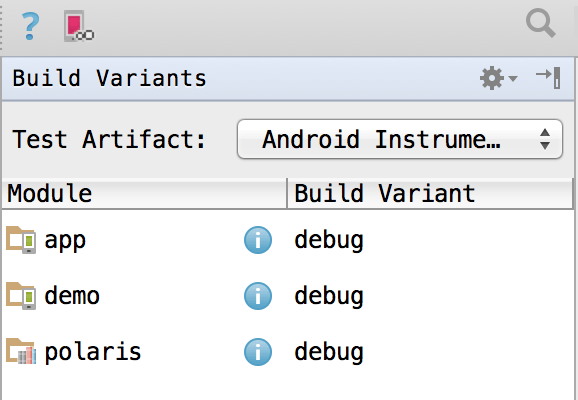 Build Variants
Test Artifact: Android Instrume…
Module Build Variant
app debug
demo debug
polaris debug